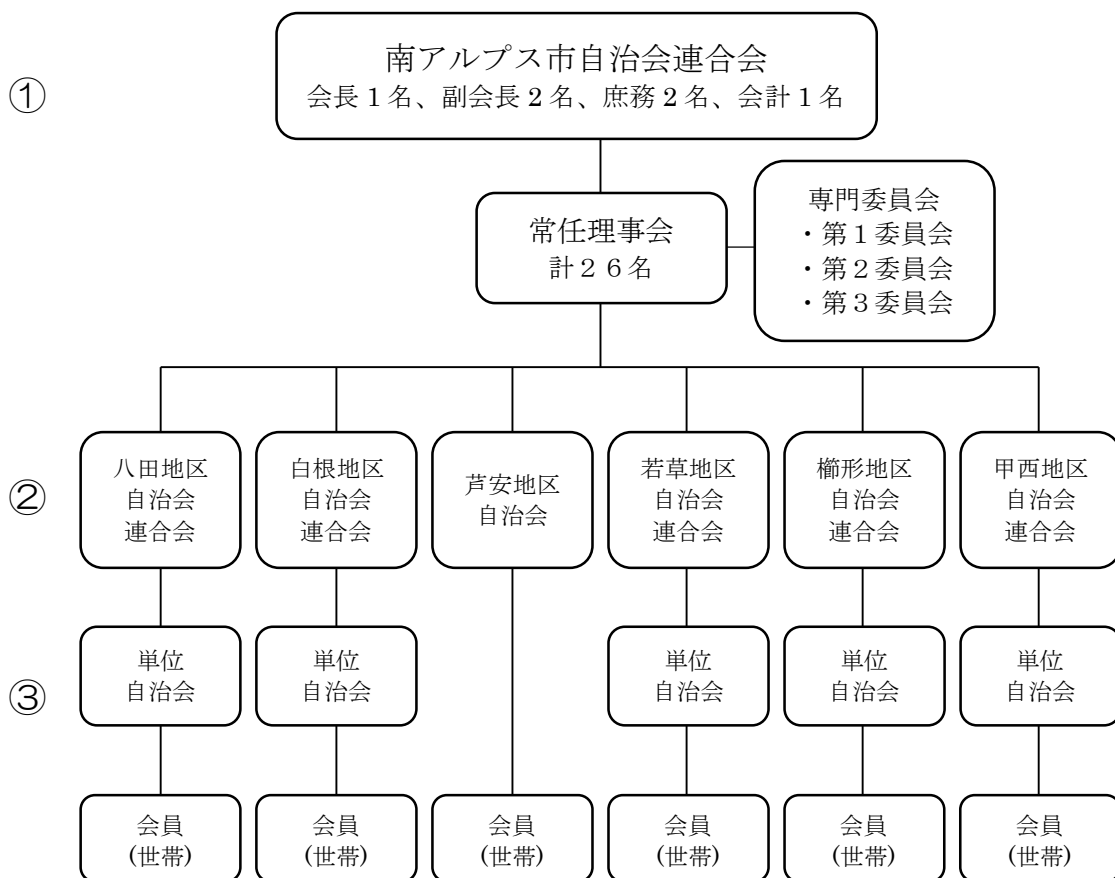 ①
南アルプス市自治会連合会
会長１名、副会長２名、庶務２名、会計１名
常任理事会
計２６名
専門委員会
・第１委員会
・第２委員会
・第３委員会
②
八田地区
自治会
連合会
白根地区
自治会
連合会
芦安地区
自治会
若草地区
自治会
連合会
櫛形地区
自治会
連合会
甲西地区
自治会
連合会
③
単位
自治会
単位
自治会
単位
自治会
単位
自治会
単位
自治会
会員
(世帯)
会員
(世帯)
会員
(世帯)
会員
(世帯)
会員
(世帯)
会員
(世帯)